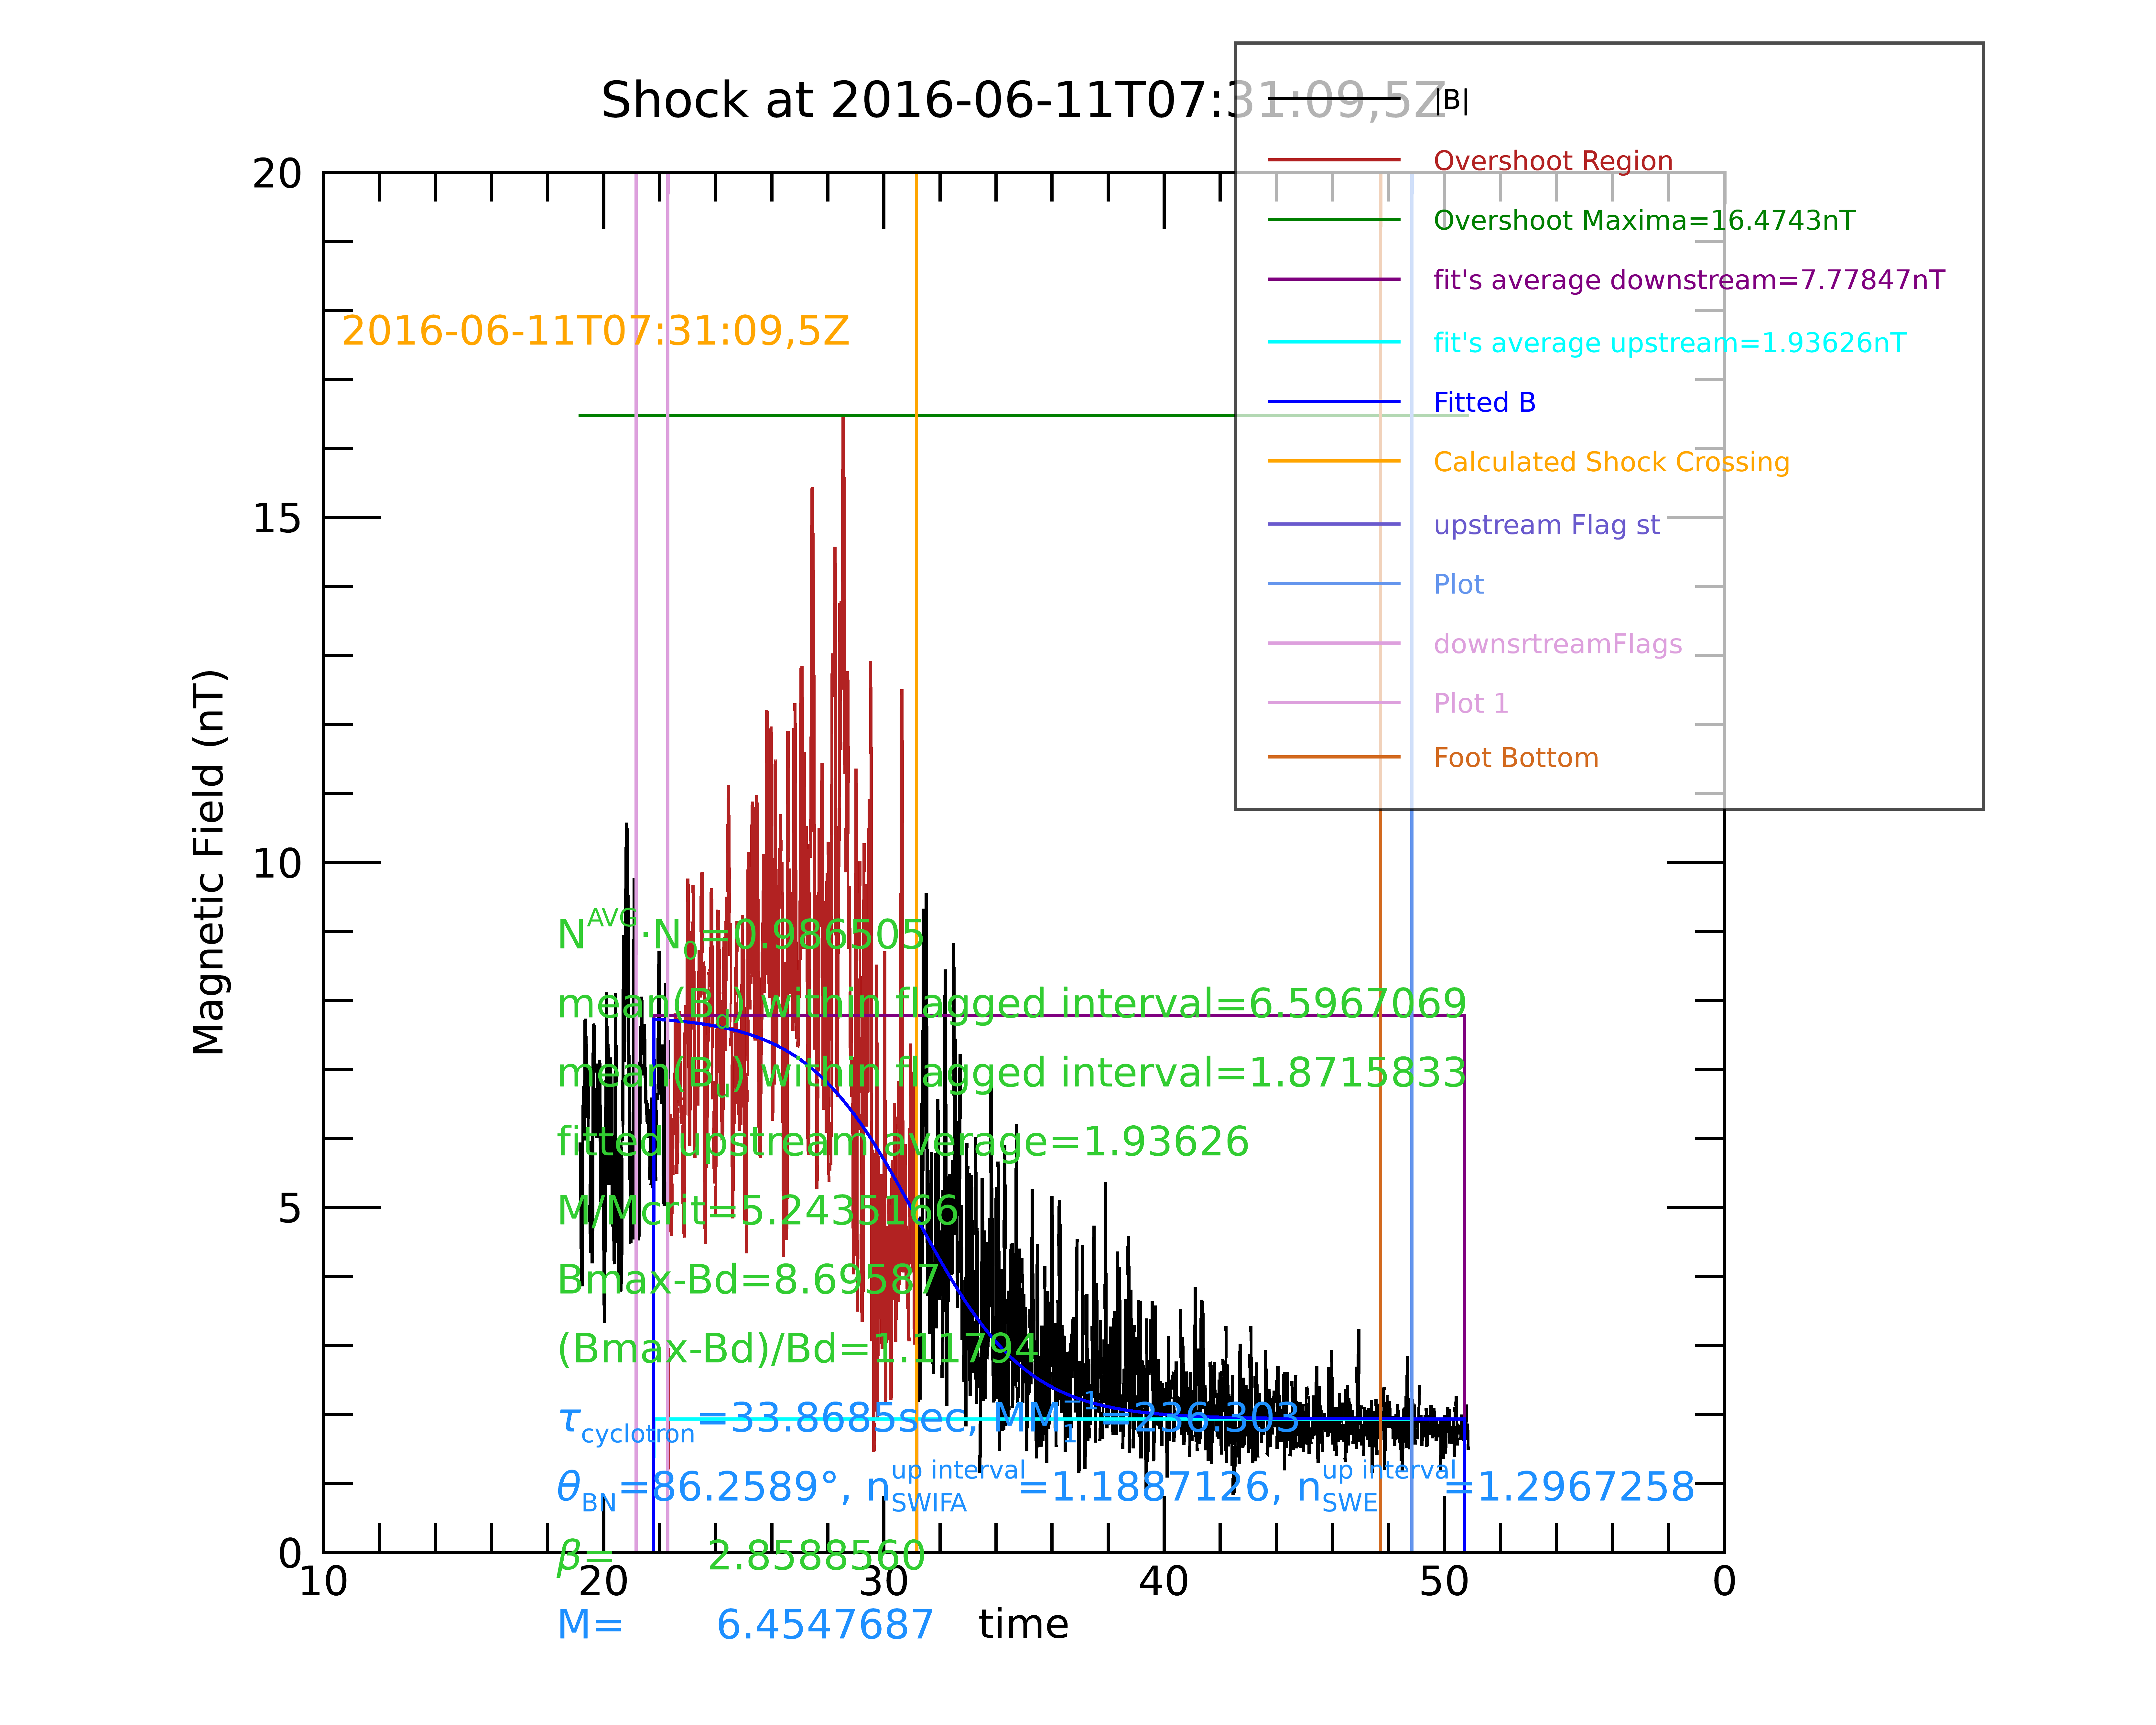 Shock at 2016-06-11T07:31:09,5Z
|B|
Overshoot Region
Overshoot Maxima=16.4743nT
fit's average downstream=7.77847nT
fit's average upstream=1.93626nT
Fitted B
Calculated Shock Crossing
upstream Flag st
Plot
downsrtreamFlags
Plot 1
Foot Bottom
2016-06-11T07:31:09,5Z
Magnetic Field (nT)
20
15
10
5
0
N^AVG·N_0=0.986505
mean(B_d) within flagged interval=6.5967069
mean(B_u) within flagged interval=1.8715833
fitted upstream average=1.93626
M/Mcrit=5.2435166
Bmax-Bd=8.69587
(Bmax-Bd)/Bd=1.11794
τ_cyclotron=33.8685sec, MM_1^-1=236.303
θ_BN=86.2589°, n_SWIFA^up interval=1.1887126, n_SWE^up interval=1.2967258
β= 2.8588560
10 20 30 40 50 0
M= 6.4547687
time